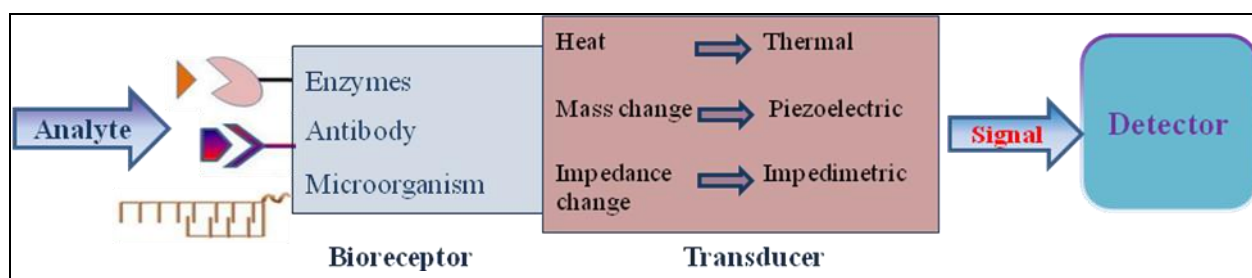 Analyte
Enzymes
Antibody
Microorganism
Bioreceptor
Heat Thermal
Mass change Piezoelectric
Impedance Impedimetric
change
Transducer
Signal
Detector